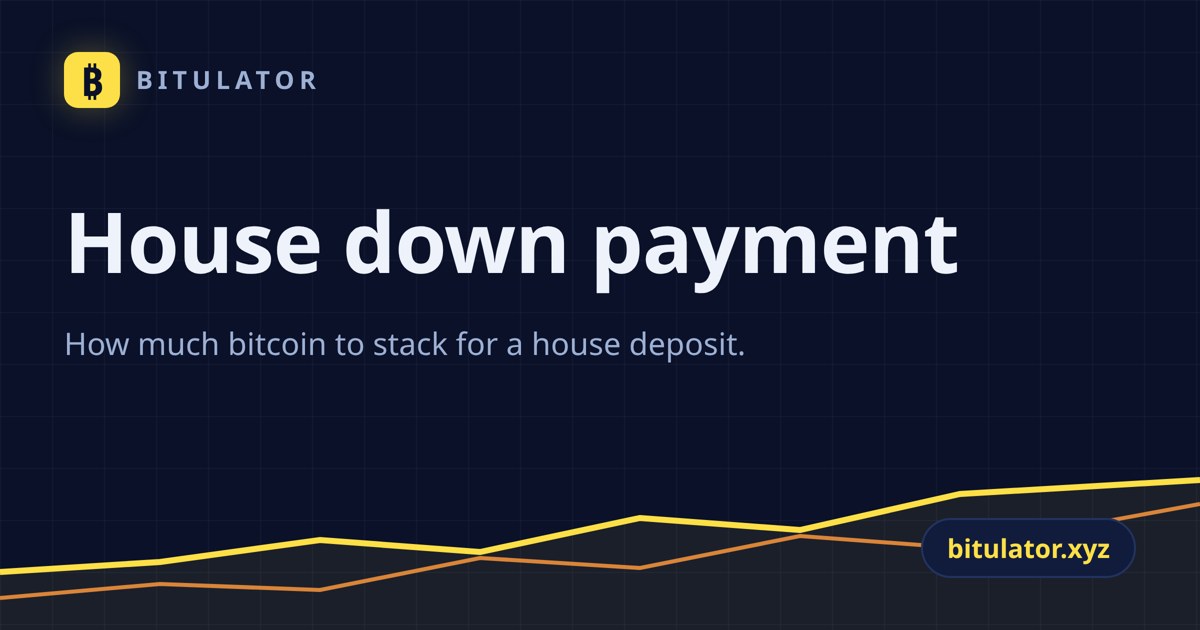 BITULATOR
House down payment
How much bitcoin to stack for a house deposit.
bitulator.xyz